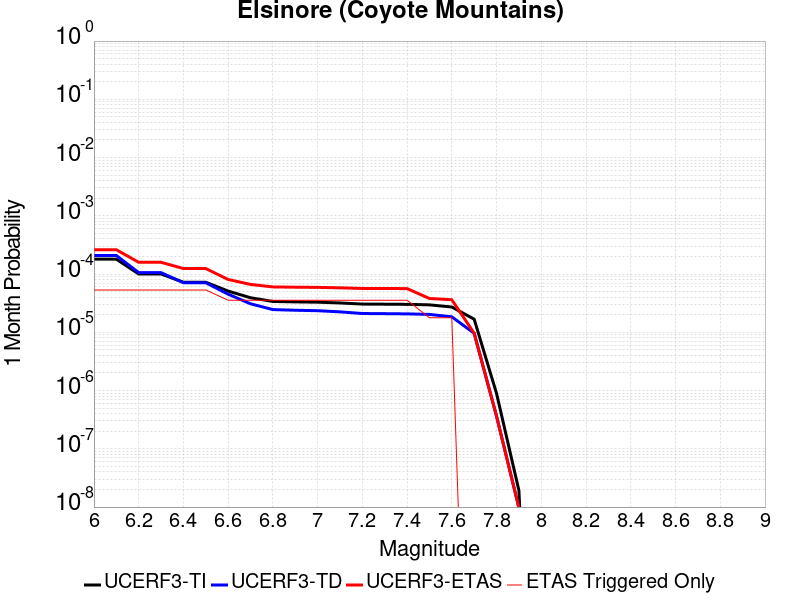 Elsinore (Coyote Mountains)
10^0
10^-1
10^-2
10^-3
10^-4
10^-5
10^-6
10^-7
10^-8
1 Month Probability
6 6.2 6.4 6.6 6.8 7 7.2 7.4 7.6 7.8 8 8.2 8.4 8.6 8.8 9
Magnitude
UCERF3-TI UCERF3-TD UCERF3-ETAS ETAS Triggered Only